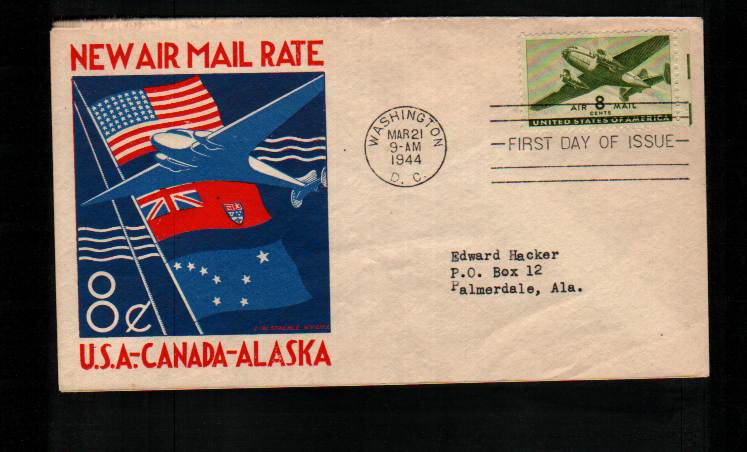 NEW AIR MAIL RATE
8¢
U.S.A.-CANADA-ALASKA
WASHINGTON
MAR 21
9-AM
1944
D. C.
AIR 8 MAIL
CENTS
UNITED STATES OF AMERICA
FIRST DAY OF ISSUE
Edward Hacker
P.O. Box 12
Palmerdale, Ala.